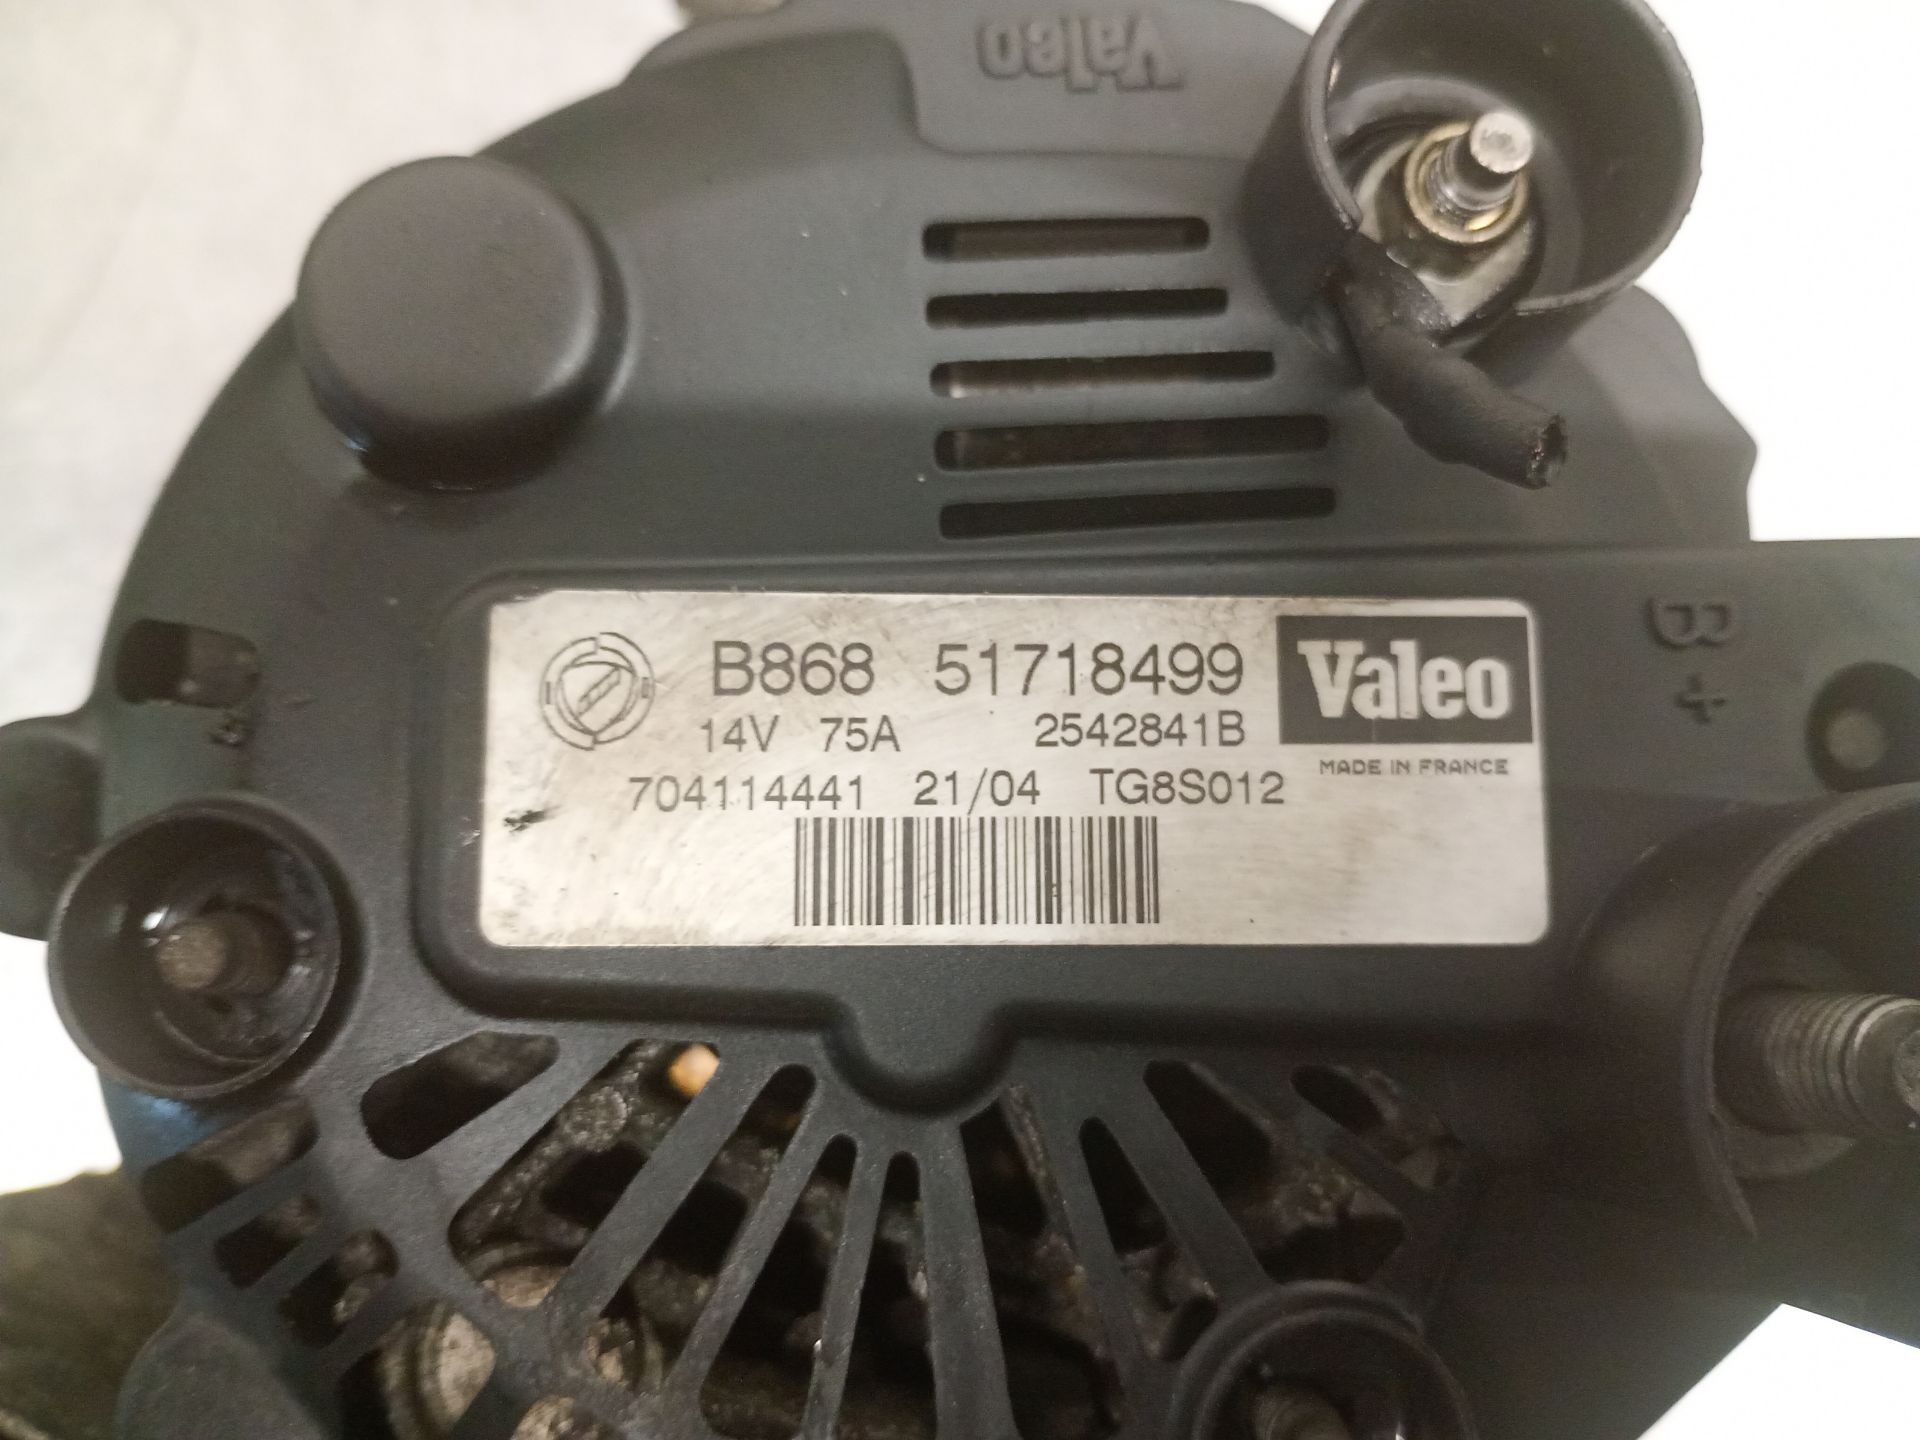 Valeo
B868 51718499 Valeo
14V 75A 2542841B
MADE IN FRANCE
704114441 21/04 TG8S012
B+